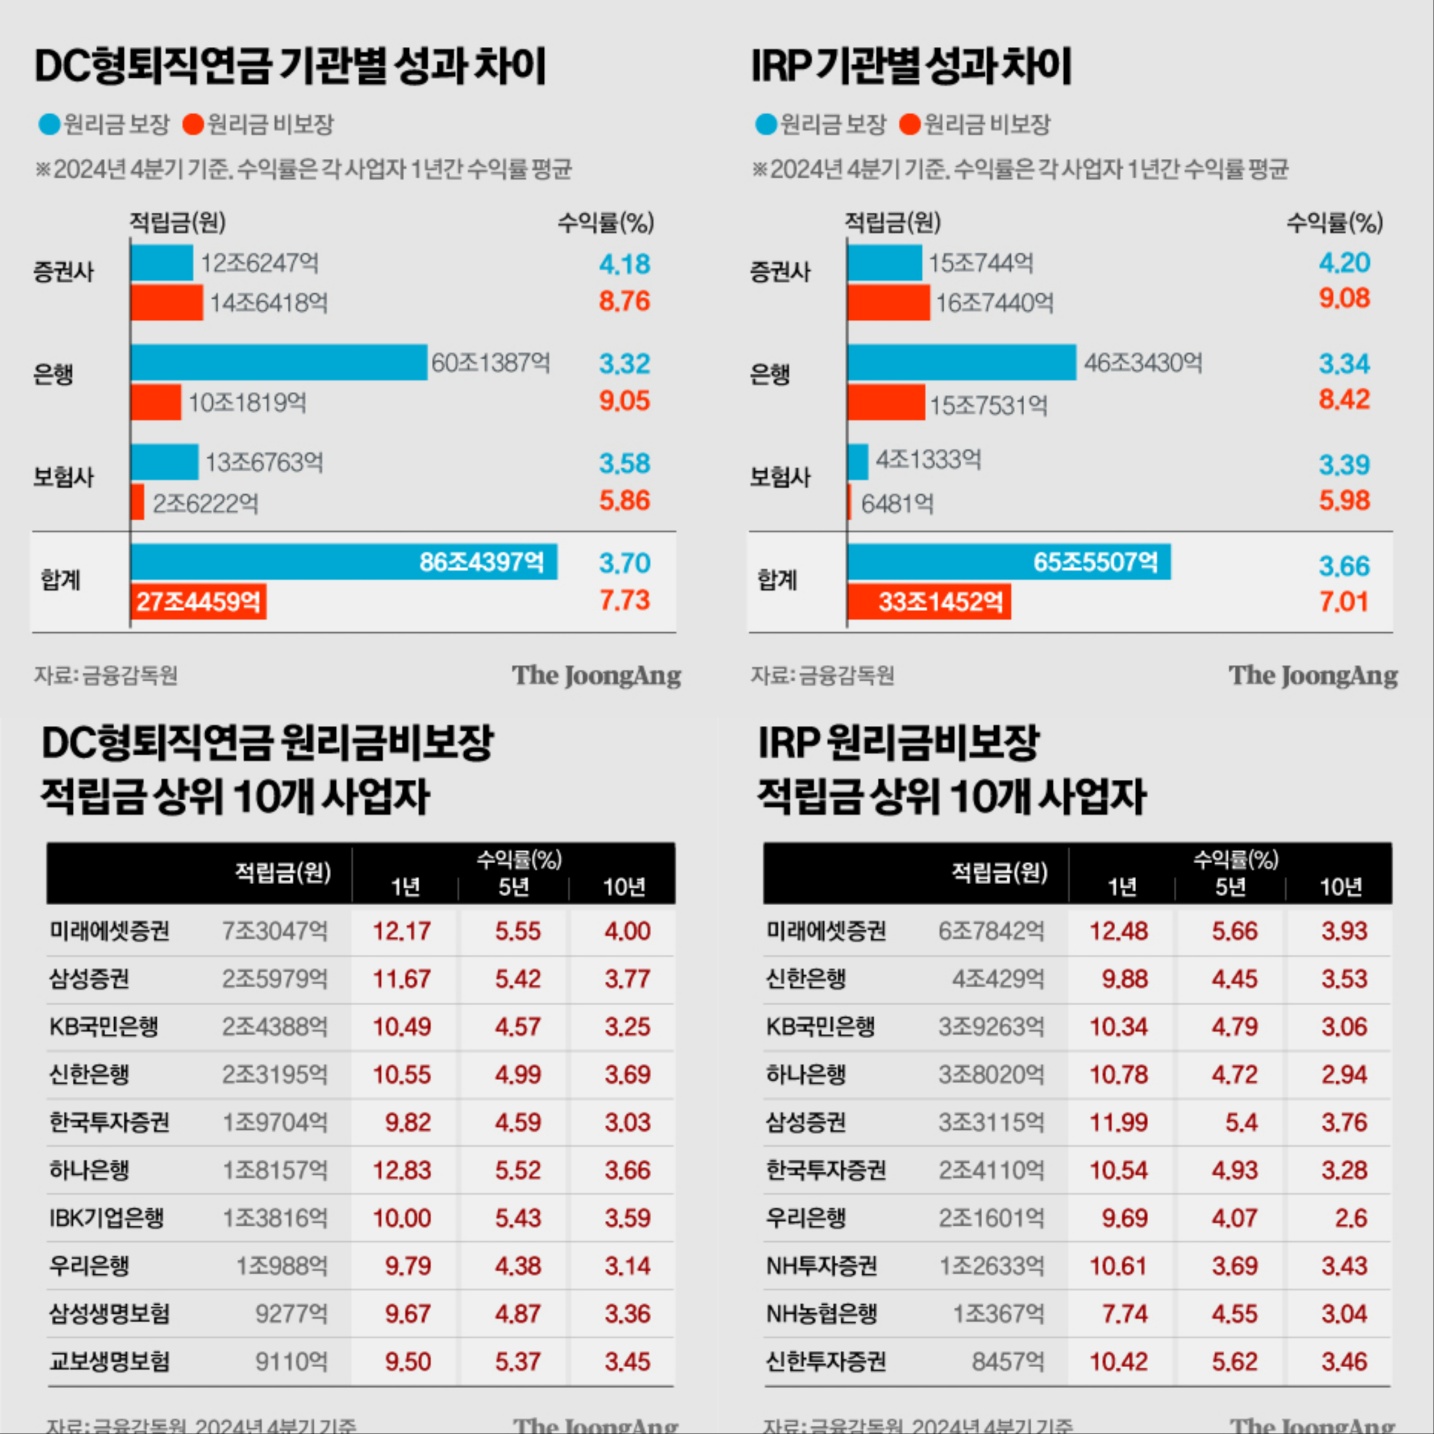 DC형퇴직연금 기관별 성과 차이
원리금 보장 원리금 비보장
※2024년 4분기 기준. 수익률은 각 사업자 1년간 수익률 평균
적립금(원) 수익률(%)
증권사
12조6247억 4.18
14조6418억 8.76
은행
60조1387억 3.32
10조1819억 9.05
보험사
13조6763억 3.58
2조6222억 5.86
합계
86조4397억 3.70
27조4459억 7.73
자료: 금융감독원 The JoongAng
IRP 기관별 성과 차이
원리금 보장 원리금 비보장
※2024년 4분기 기준. 수익률은 각 사업자 1년간 수익률 평균
적립금(원) 수익률(%)
증권사
15조744억 4.20
16조7440억 9.08
은행
46조3430억 3.34
15조7531억 8.42
보험사
4조1333억 3.39
6481억 5.98
합계
65조5507억 3.66
33조1452억 7.01
자료: 금융감독원 The JoongAng
DC형퇴직연금 원리금비보장
적립금 상위 10개 사업자
적립금(원) 수익률(%)
1년 5년 10년
미래에셋증권 7조3047억 12.17 5.55 4.00
삼성증권 2조5979억 11.67 5.42 3.77
KB국민은행 2조4388억 10.49 4.57 3.25
신한은행 2조3195억 10.55 4.99 3.69
한국투자증권 1조9704억 9.82 4.59 3.03
하나은행 1조8157억 12.83 5.52 3.66
IBK기업은행 1조3816억 10.00 5.43 3.59
우리은행 1조988억 9.79 4.38 3.14
삼성생명보험 9277억 9.67 4.87 3.36
교보생명보험 9110억 9.50 5.37 3.45
자료: 금융감독원, 2024년 4분기 기준 The JoongAng
IRP 원리금비보장
적립금 상위 10개 사업자
적립금(원) 수익률(%)
1년 5년 10년
미래에셋증권 6조7842억 12.48 5.66 3.93
신한은행 4조429억 9.88 4.45 3.53
KB국민은행 3조9263억 10.34 4.79 3.06
하나은행 3조8020억 10.78 4.72 2.94
삼성증권 3조3115억 11.99 5.4 3.76
한국투자증권 2조4110억 10.54 4.93 3.28
우리은행 2조1601억 9.69 4.07 2.6
NH투자증권 1조2633억 10.61 3.69 3.43
NH농협은행 1조367억 7.74 4.55 3.04
신한투자증권 8457억 10.42 5.62 3.46
자료: 금융감독원, 2024년 4분기 기준 The JoongAng